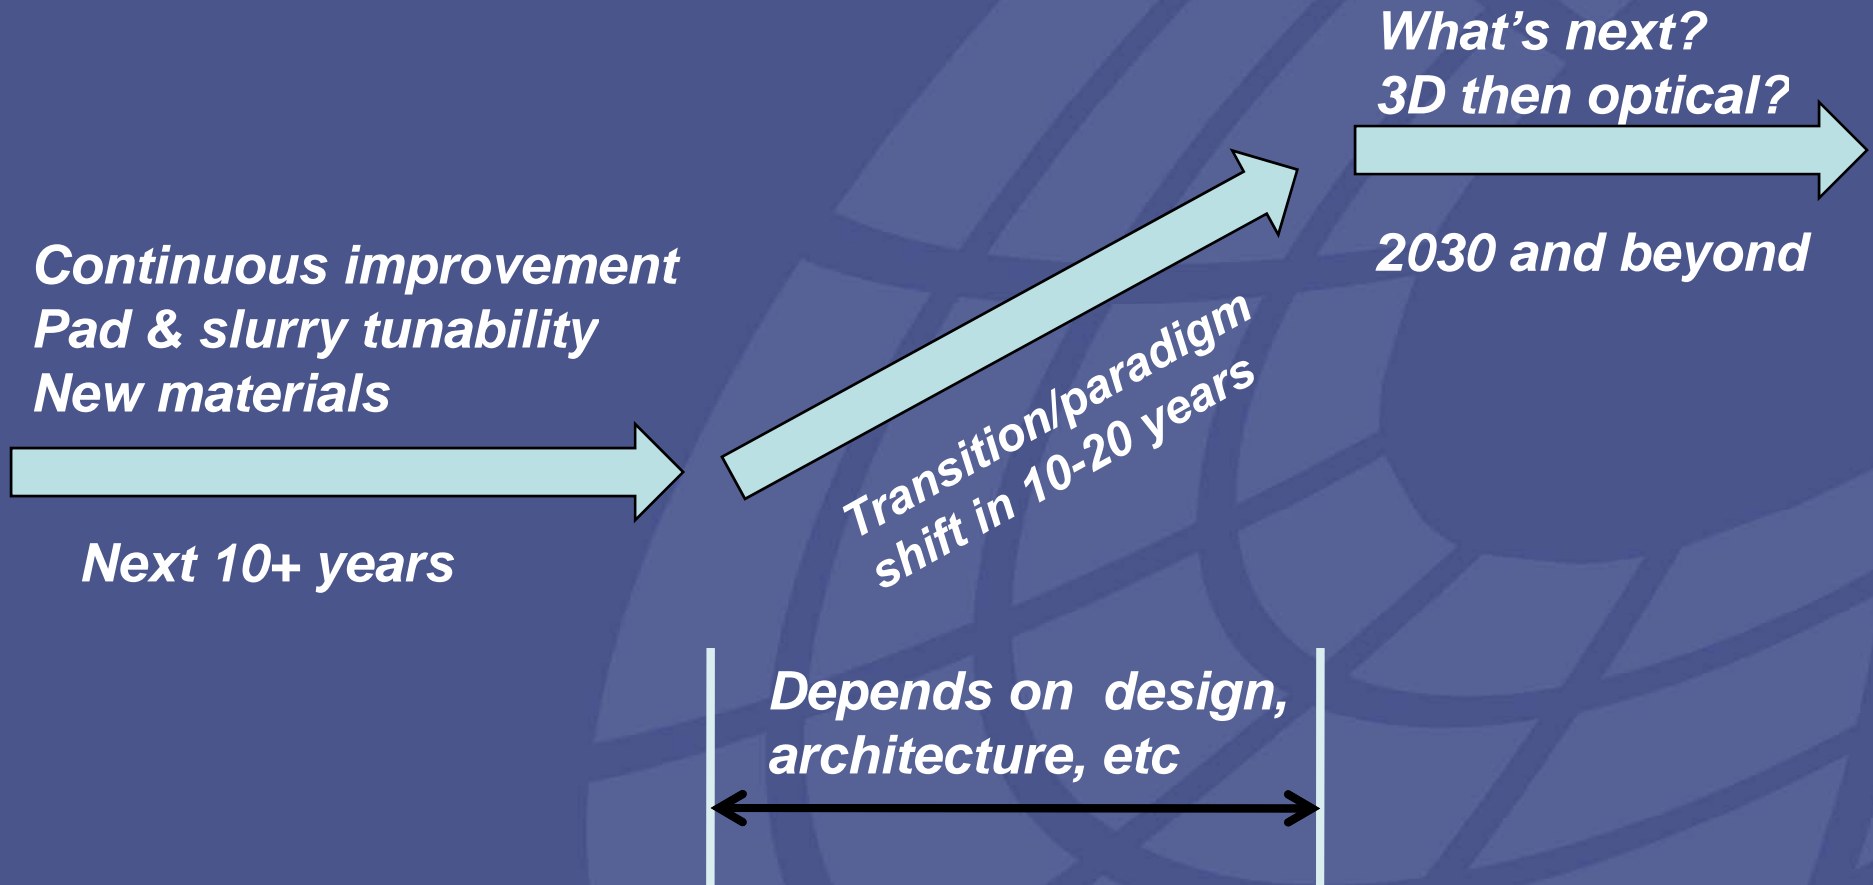 What's next?
3D then optical?
2030 and beyond
Continuous improvement
Pad & slurry tunability
New materials
Next 10+ years
Transition/paradigm
shift in 10-20 years
Depends on  design,
architecture, etc